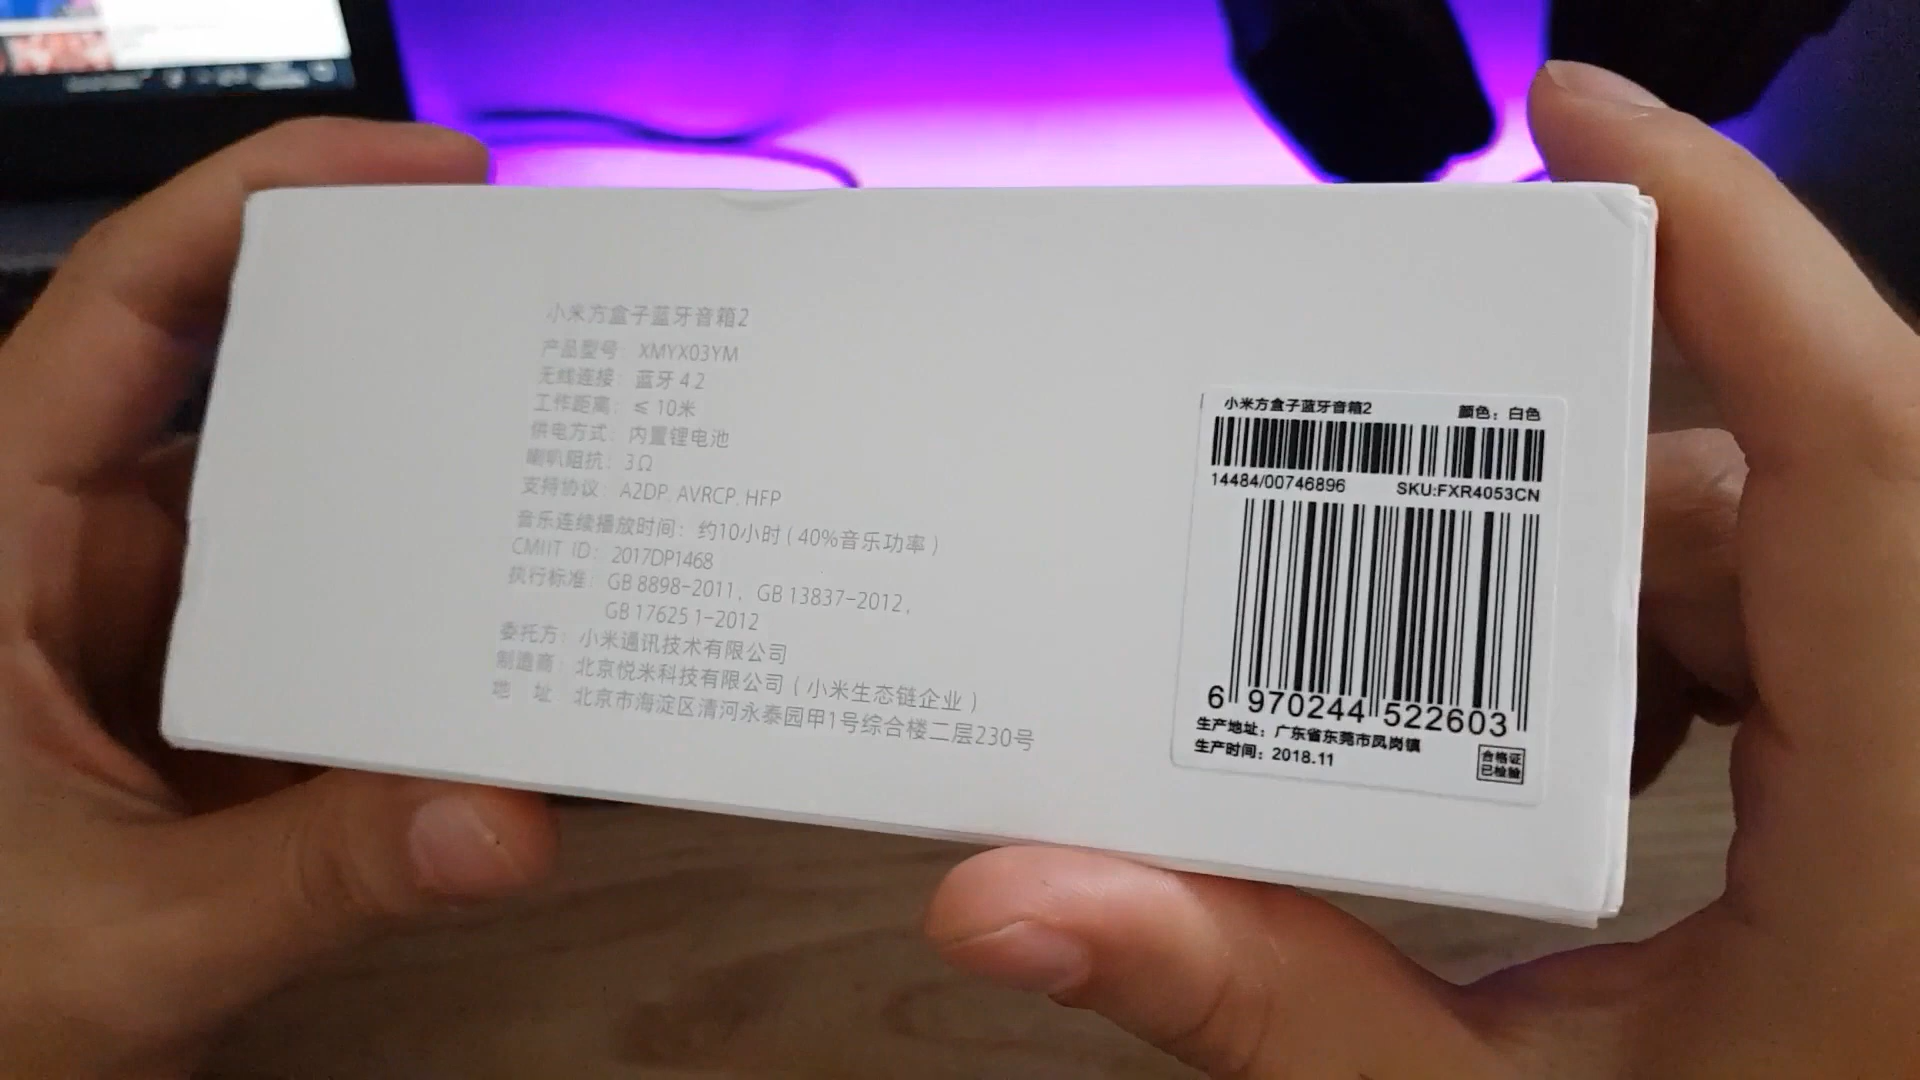 小米方盒子蓝牙音箱2
产品型号：XMYX03YM
无线连接：蓝牙 4.2
工作距离：≤ 10米
供电方式：内置锂电池
喇叭阻抗：3Ω
支持协议：A2DP, AVRCP, HFP
音乐连续播放时间：约10小时（40%音乐功率）
CMIIT ID：2017DP1468
执行标准：GB 8898-2011、GB 13837-2012、
GB 17625.1-2012
委托方：小米通讯技术有限公司
制造商：北京悦米科技有限公司（小米生态链企业）
地 址：北京市海淀区清河永泰园甲1号综合楼二层230号
小米方盒子蓝牙音箱2 颜色：白色
14484/00746896 SKU:FXR4053CN
6 970244 522603
生产地址：广东省东莞市凤岗镇
生产时间：2018.11
合格证
已检验